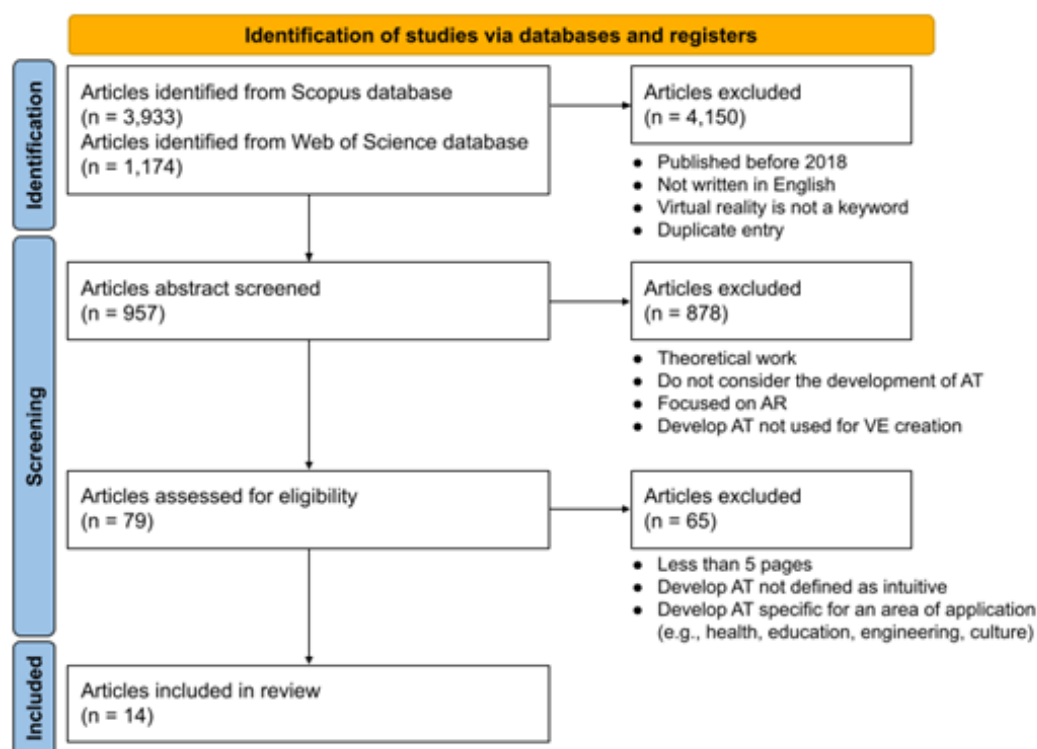 Identification of studies via databases and registers
Identification
Articles identified from Scopus database
(n = 3,933)
Articles identified from Web of Science database
(n = 1,174)
Articles excluded
(n = 4,150)
● Published before 2018
● Not written in English
● Virtual reality is not a keyword
● Duplicate entry
Screening
Articles abstract screened
(n = 957)
Articles excluded
(n = 878)
● Theoretical work
● Do not consider the development of AT
● Focused on AR
● Develop AT not used for VE creation
Articles assessed for eligibility
(n = 79)
Articles excluded
(n = 65)
● Less than 5 pages
● Develop AT not defined as intuitive
● Develop AT specific for an area of application
(e.g., health, education, engineering, culture)
Included
Articles included in review
(n = 14)